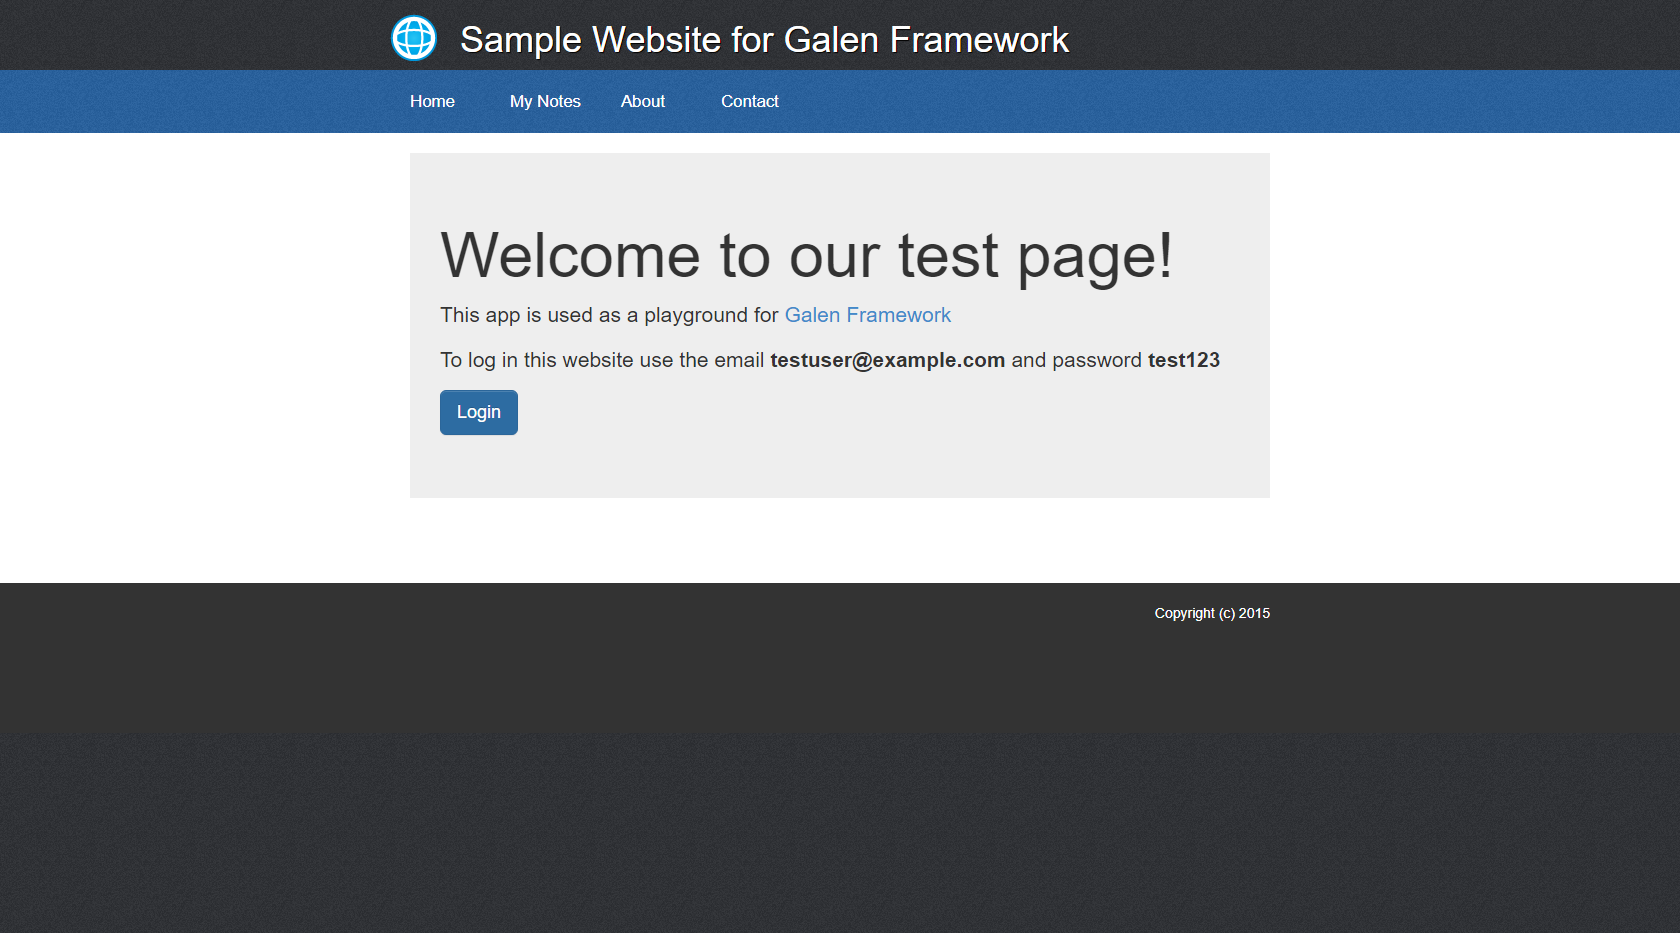 Sample Website for Galen Framework
Home My Notes About Contact
Welcome to our test page!
This app is used as a playground for Galen Framework
To log in this website use the email testuser@example.com and password test123
Login
Copyright (c) 2015